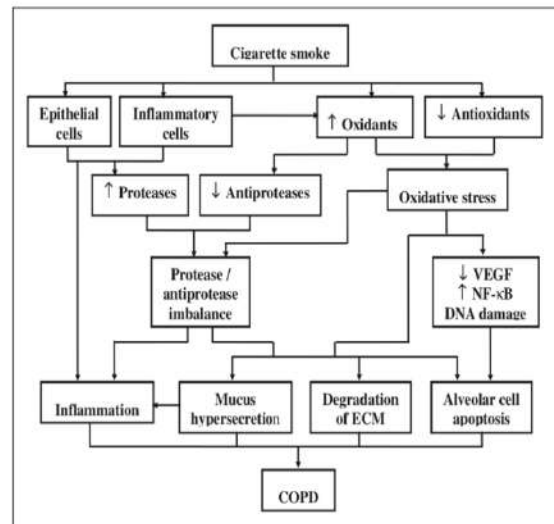 Cigarette smoke
Epithelial
cells
Inflammatory
cells
↑ Oxidants
↓ Antioxidants
↑ Proteases
↓ Antiproteases
Oxidative stress
Protease /
antiprotease
imbalance
↓ VEGF
↑ NF-κB
DNA damage
Inflammation
Mucus
hypersecretion
Degradation
of ECM
Alveolar cell
apoptosis
COPD